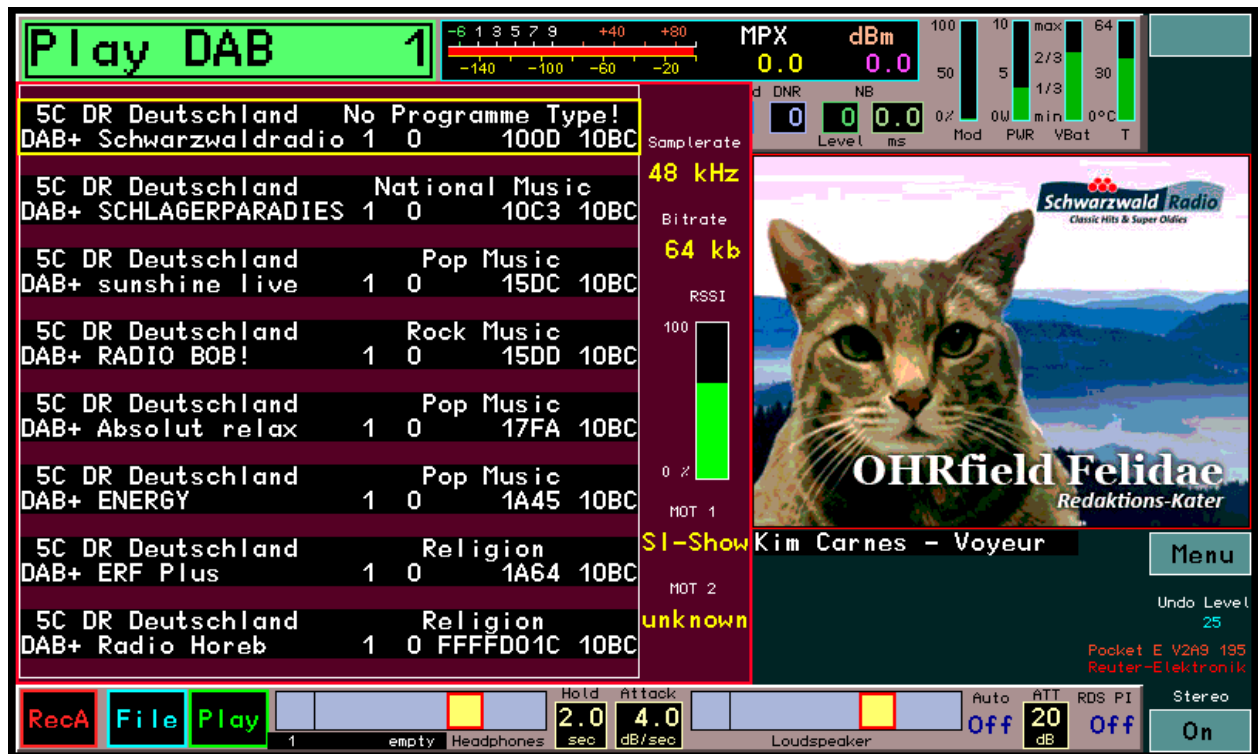 Play DAB 1
-6 1 3 5 7 9 +40 +80
-140 -100 -60 -20
MPX dBm
0.0 0.0
d DNR NB
0 0 0.0
Level ms
100 50 0%
Mod
10 5 0W
PWR
max 2/3 1/3 min
VBat
64 30 0°C
T
5C DR Deutschland No Programme Type!
DAB+ Schwarzwaldradio 1 0 100D 10BC
5C DR Deutschland National Music
DAB+ SCHLAGERPARADIES 1 0 10C3 10BC
5C DR Deutschland Pop Music
DAB+ sunshine live 1 0 15DC 10BC
5C DR Deutschland Rock Music
DAB+ RADIO BOB! 1 0 15DD 10BC
5C DR Deutschland Pop Music
DAB+ Absolut relax 1 0 17FA 10BC
5C DR Deutschland Pop Music
DAB+ ENERGY 1 0 1A45 10BC
5C DR Deutschland Religion
DAB+ ERF Plus 1 0 1A64 10BC
5C DR Deutschland Religion
DAB+ Radio Horeb 1 0 FFFFD01C 10BC
Samplerate
48 kHz
Bitrate
64 kb
RSSI
100
0 %
MOT 1
Sl-Show
MOT 2
unknown
Schwarzwald Radio
Classic Hits & Super Oldies
OHRfield Felidae
Redaktions-Kater
Kim Carnes - Voyeur
Menu
Undo Level
25
Pocket E V2A9 195
Reuter-Elektronik
RecA File Play
1 empty Headphones
Hold Attack
2.0 4.0
sec dB/sec
Loudspeaker
Auto ATT RDS PI
Off 20 Off
dB
Stereo
On